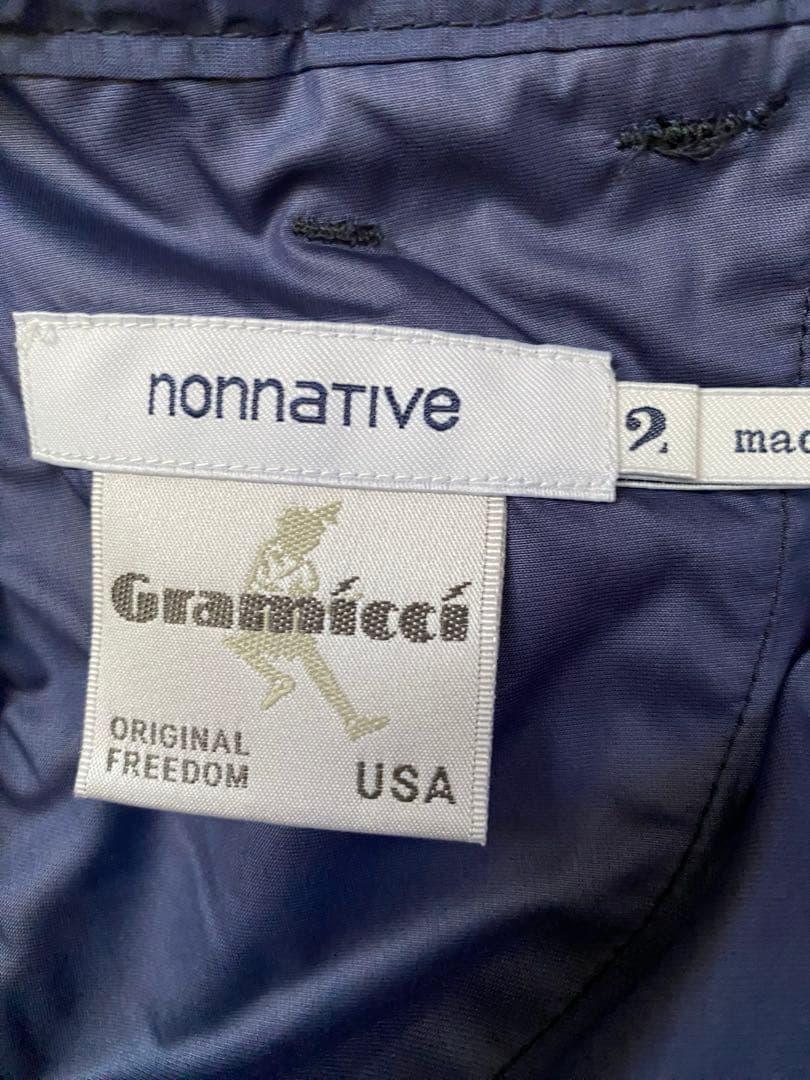 nonnative
2
Gramicci
ORIGINAL
FREEDOM
USA